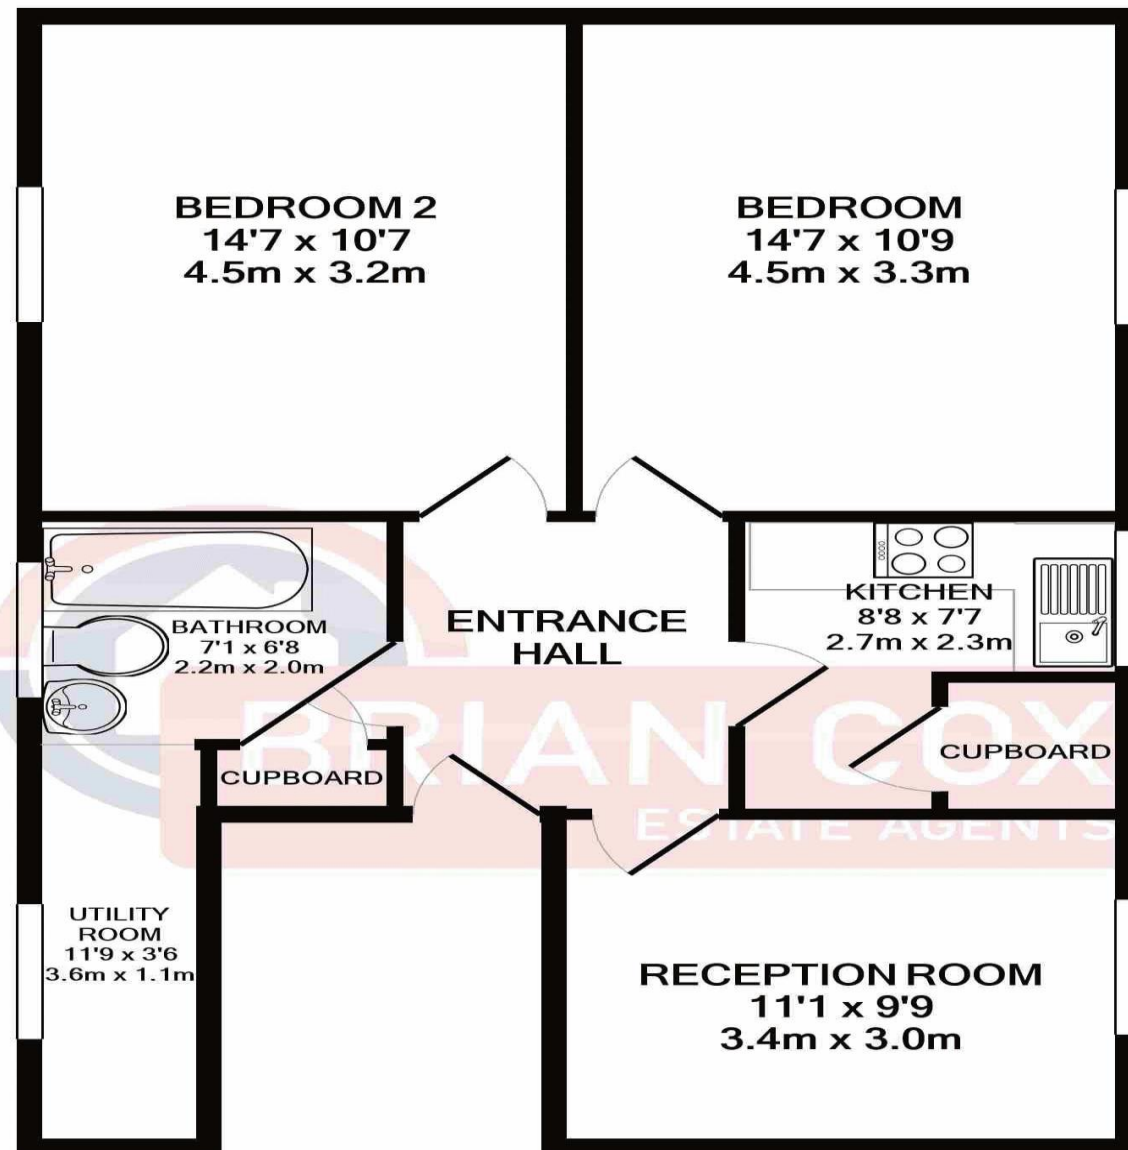 BEDROOM 2
14'7 x 10'7
4.5m x 3.2m
BEDROOM
14'7 x 10'9
4.5m x 3.3m
BATHROOM
7'1 x 6'8
2.2m x 2.0m
ENTRANCE
HALL
KITCHEN
8'8 x 7'7
2.7m x 2.3m
BRIAN COX
ESTATE AGENTS
CUPBOARD
CUPBOARD
UTILITY
ROOM
11'9 x 3'6
3.6m x 1.1m
RECEPTION ROOM
11'1 x 9'9
3.4m x 3.0m